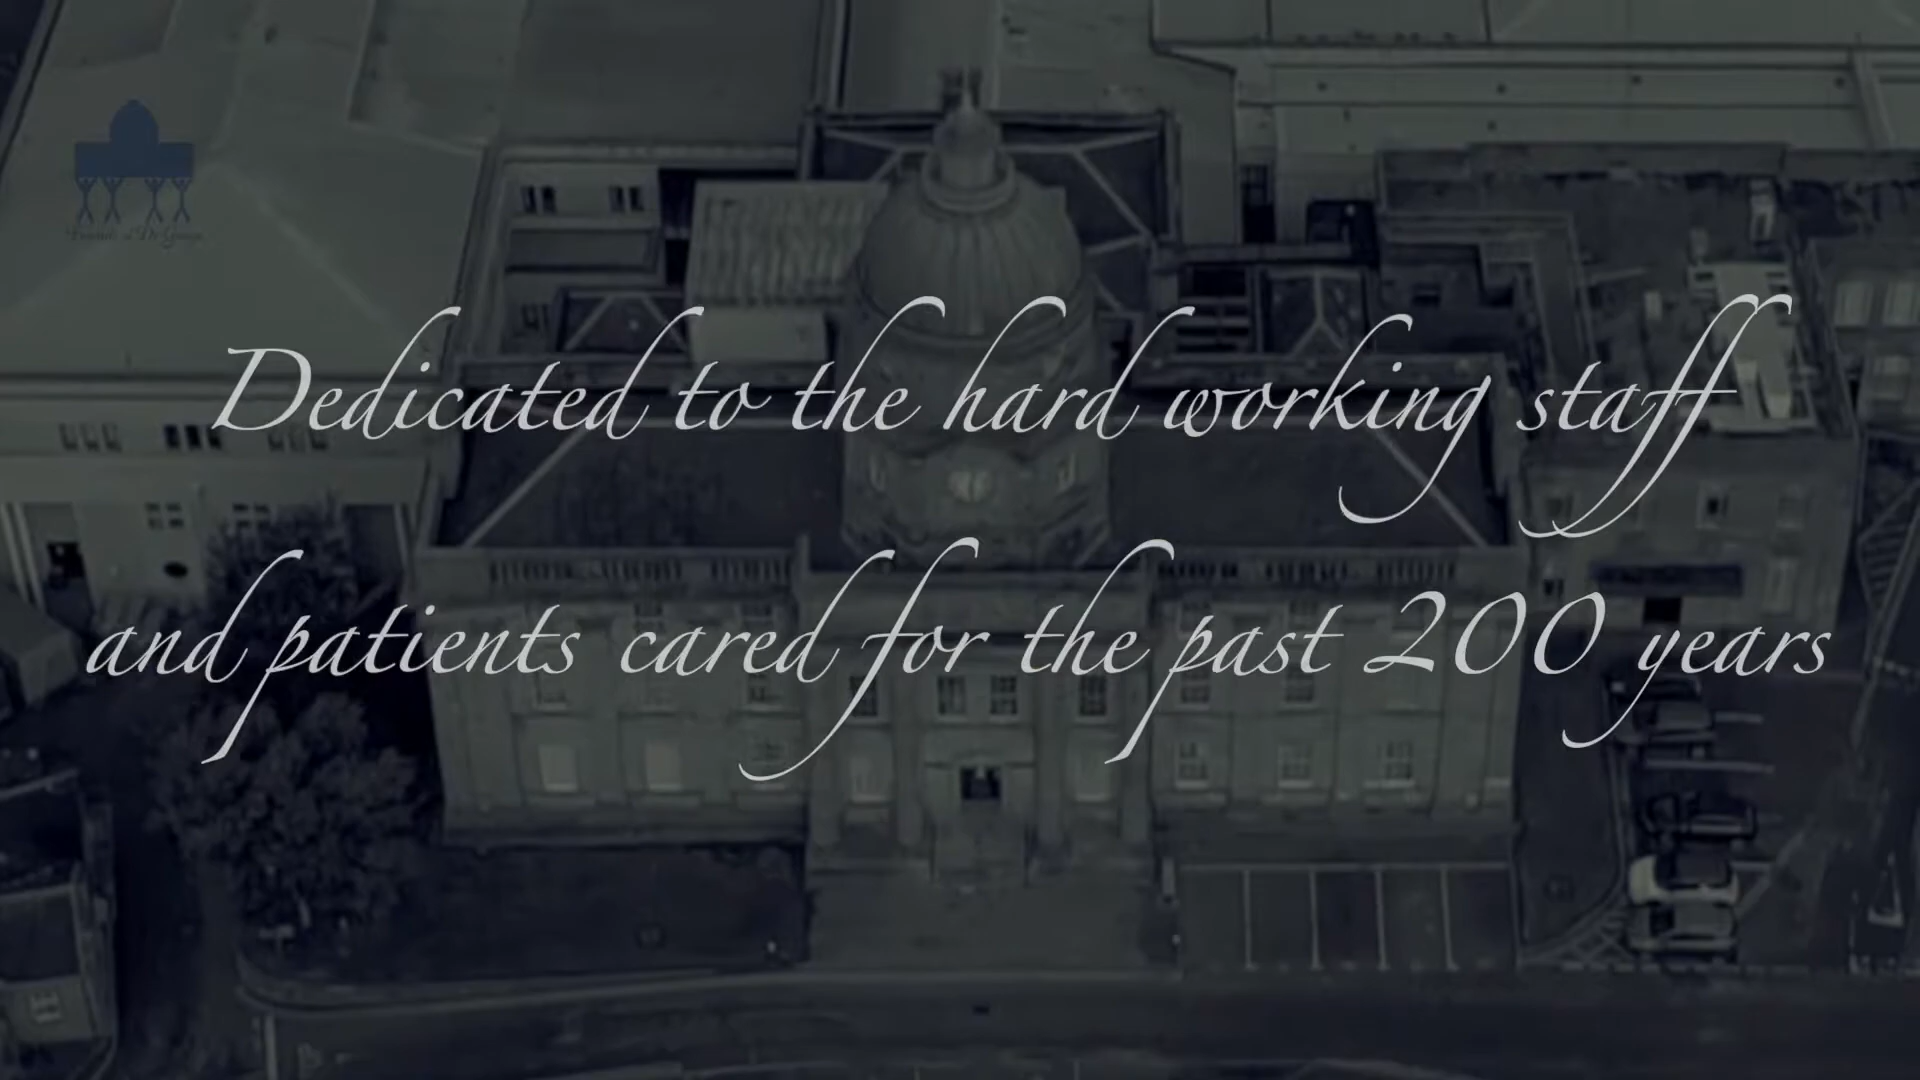 Dedicated to the hard working staff
and patients cared for the past 200 years